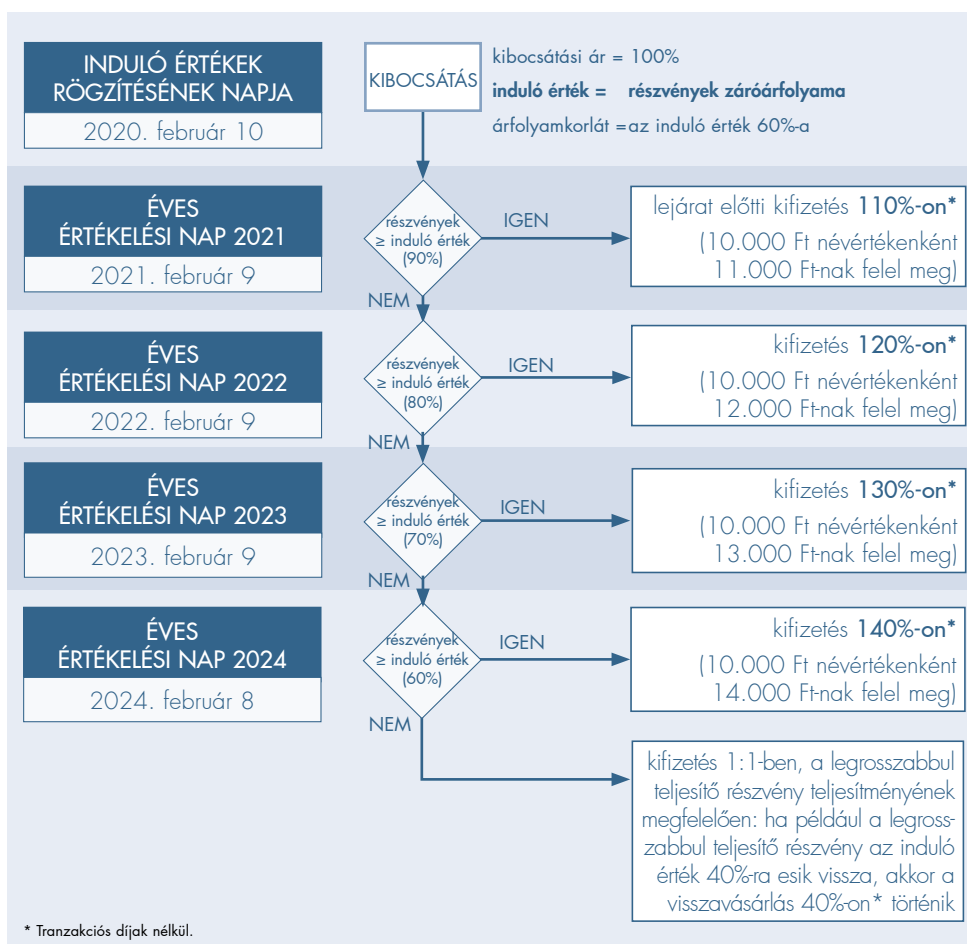 INDULÓ ÉRTÉKEK
RÖGZÍTÉSÉNEK NAPJA
2020. február 10
KIBOCSÁTÁS
kibocsátási ár = 100%
induló érték = részvények záróárfolyama
árfolyamkorlát =az induló érték 60%-a
ÉVES
ÉRTÉKELÉSI NAP 2021
2021. február 9
részvények
≥ induló érték
(90%)
IGEN
NEM
lejárat előtti kifizetés 110%-on*
(10.000 Ft névértékenként
11.000 Ft-nak felel meg)
ÉVES
ÉRTÉKELÉSI NAP 2022
2022. február 9
részvények
≥ induló érték
(80%)
IGEN
NEM
kifizetés 120%-on*
(10.000 Ft névértékenként
12.000 Ft-nak felel meg)
ÉVES
ÉRTÉKELÉSI NAP 2023
2023. február 9
részvények
≥ induló érték
(70%)
IGEN
NEM
kifizetés 130%-on*
(10.000 Ft névértékenként
13.000 Ft-nak felel meg)
ÉVES
ÉRTÉKELÉSI NAP 2024
2024. február 8
részvények
≥ induló érték
(60%)
IGEN
NEM
kifizetés 140%-on*
(10.000 Ft névértékenként
14.000 Ft-nak felel meg)
kifizetés 1:1-ben, a legrosszabbul
teljesítő részvény teljesítményének
megfelelően: ha például a legrosz-
szabbul teljesítő részvény az induló
érték 40%-ra esik vissza, akkor a
visszavásárlás 40%-on* történik
* Tranzakciós díjak nélkül.